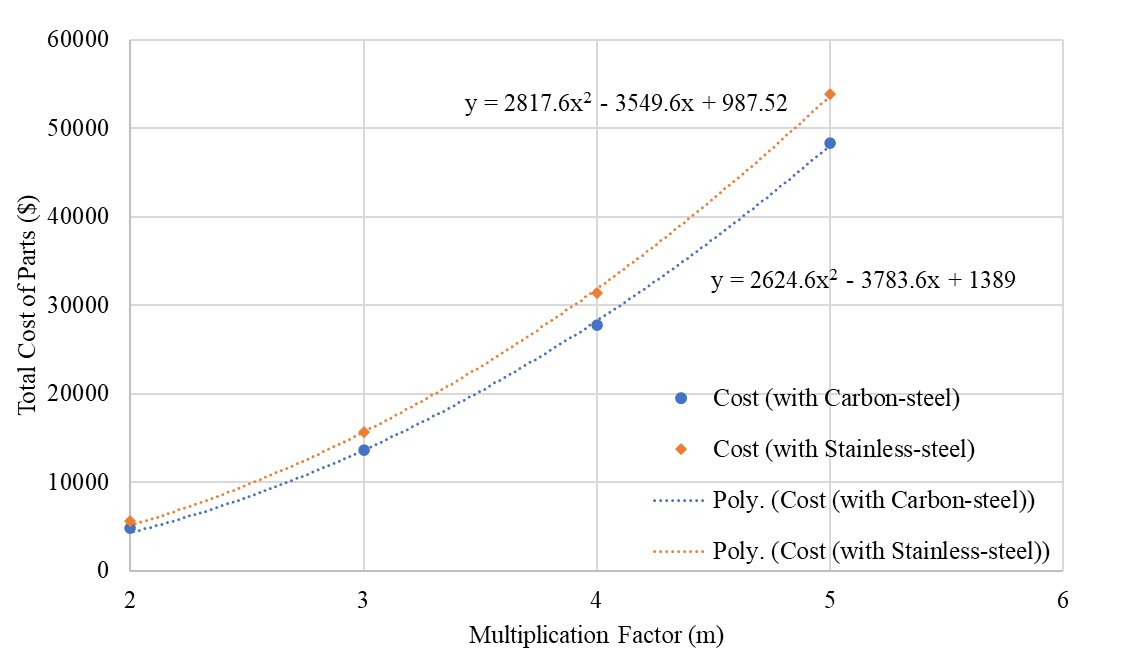 60000
50000
40000
30000
20000
10000
0
Total Cost of Parts ($)
y = 2817.6x² - 3549.6x + 987.52
y = 2624.6x² - 3783.6x + 1389
Cost (with Carbon-steel)
Cost (with Stainless-steel)
Poly. (Cost (with Carbon-steel))
Poly. (Cost (with Stainless-steel))
2 3 4 5 6
Multiplication Factor (m)